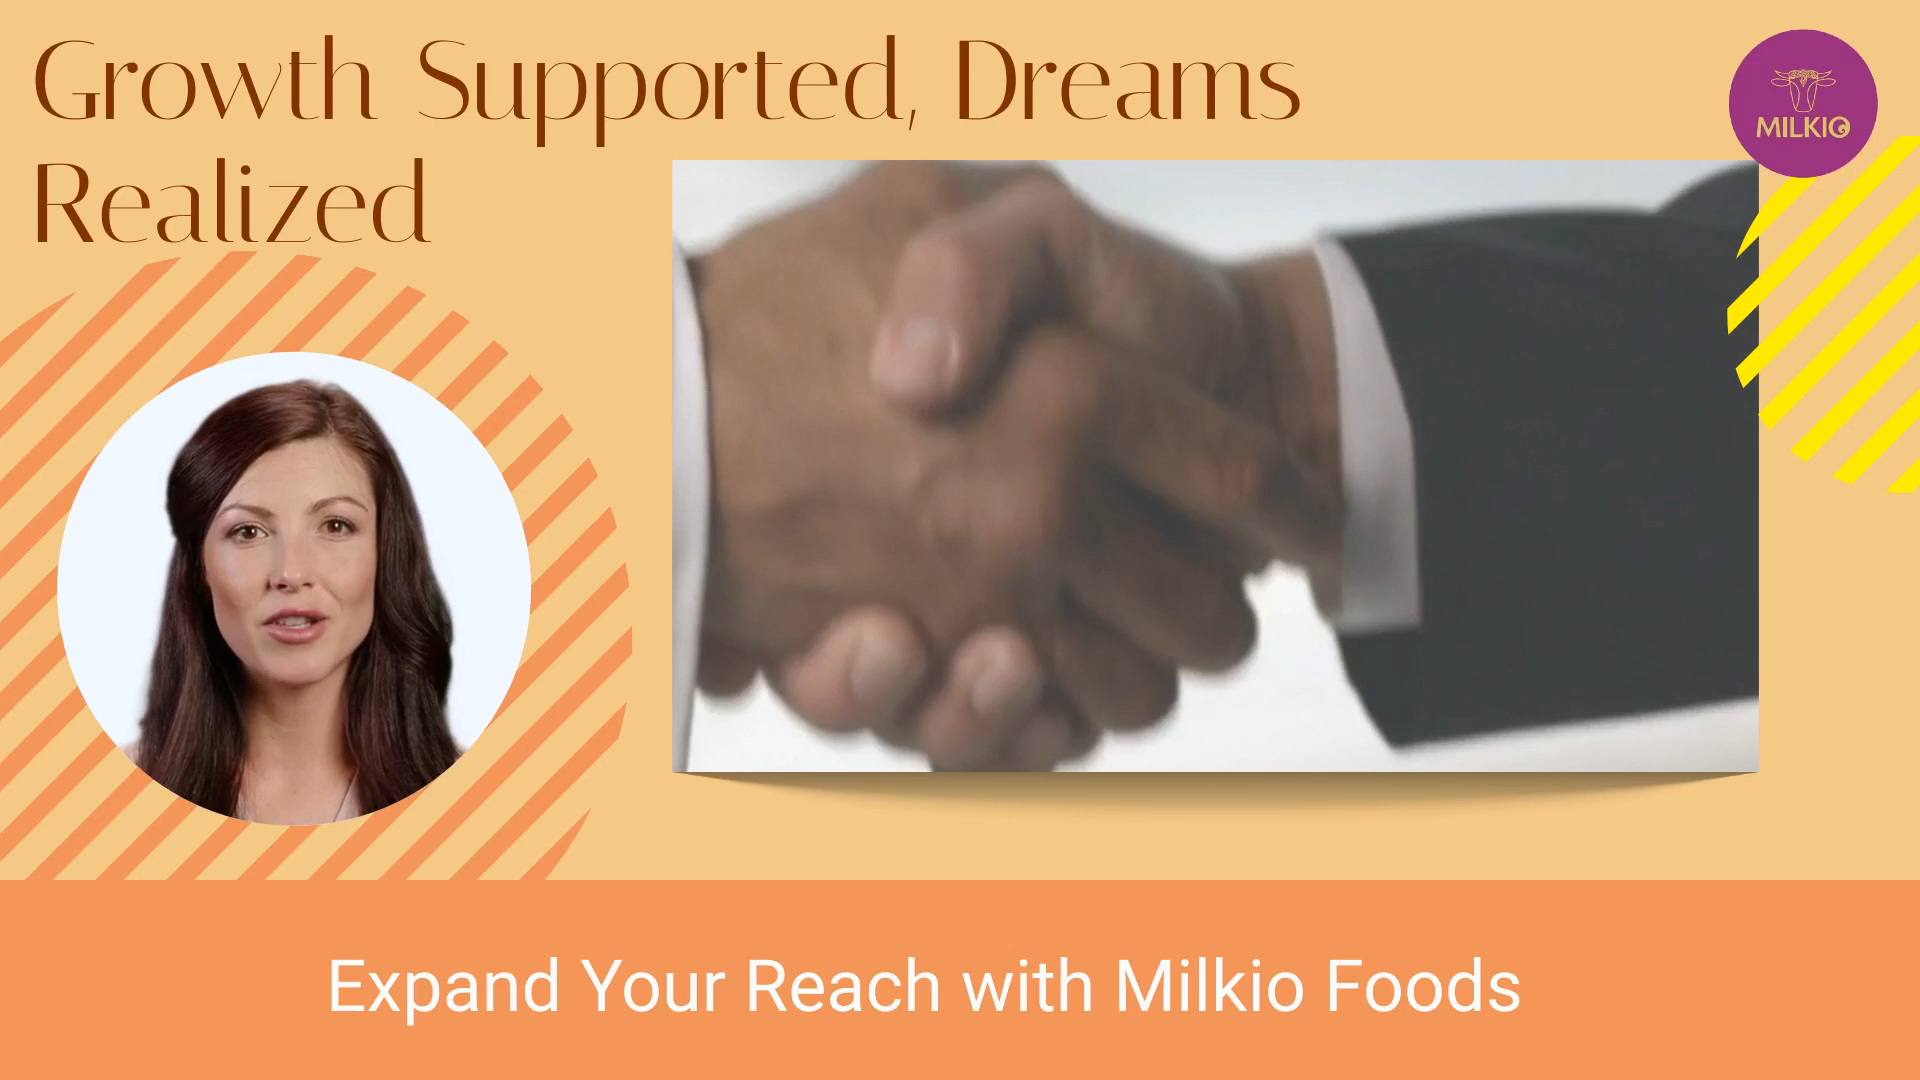 Growth Supported, Dreams
Realized
MILKIO
Expand Your Reach with Milkio Foods